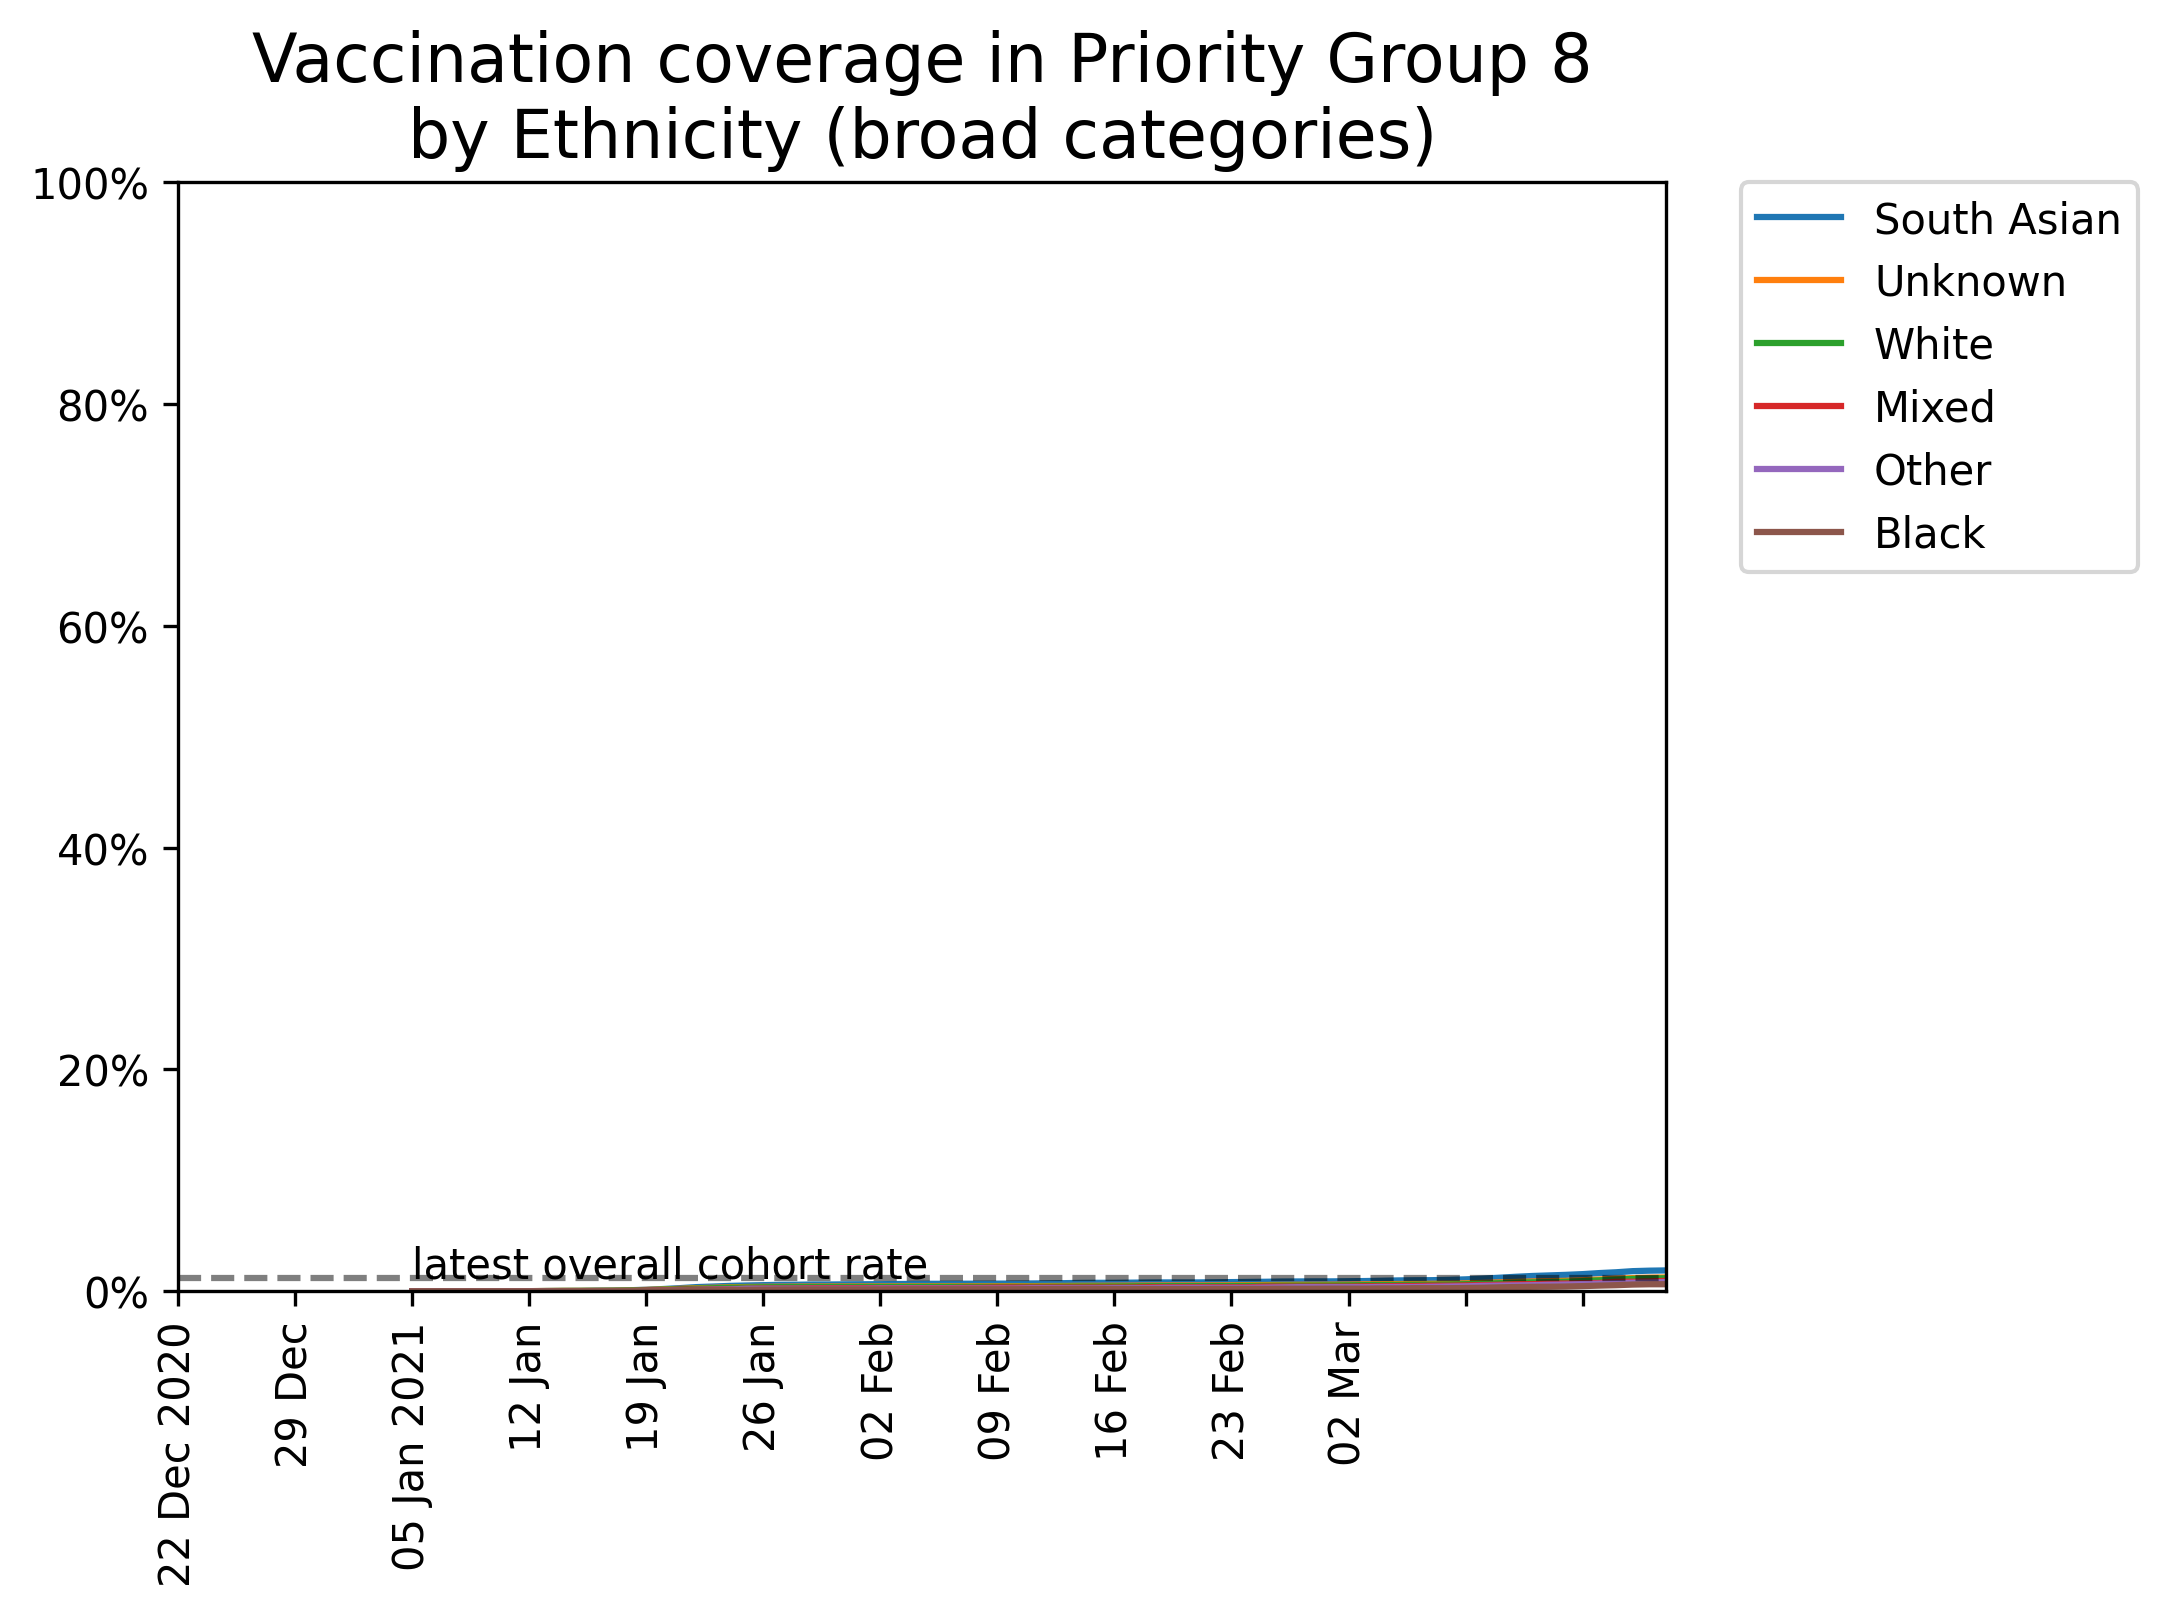 Vaccination coverage in Priority Group 8
by Ethnicity (broad categories)
100%
80%
60%
40%
20%
0%
latest overall cohort rate
22 Dec 2020
29 Dec
05 Jan 2021
12 Jan
19 Jan
26 Jan
02 Feb
09 Feb
16 Feb
23 Feb
02 Mar
South Asian
Unknown
White
Mixed
Other
Black